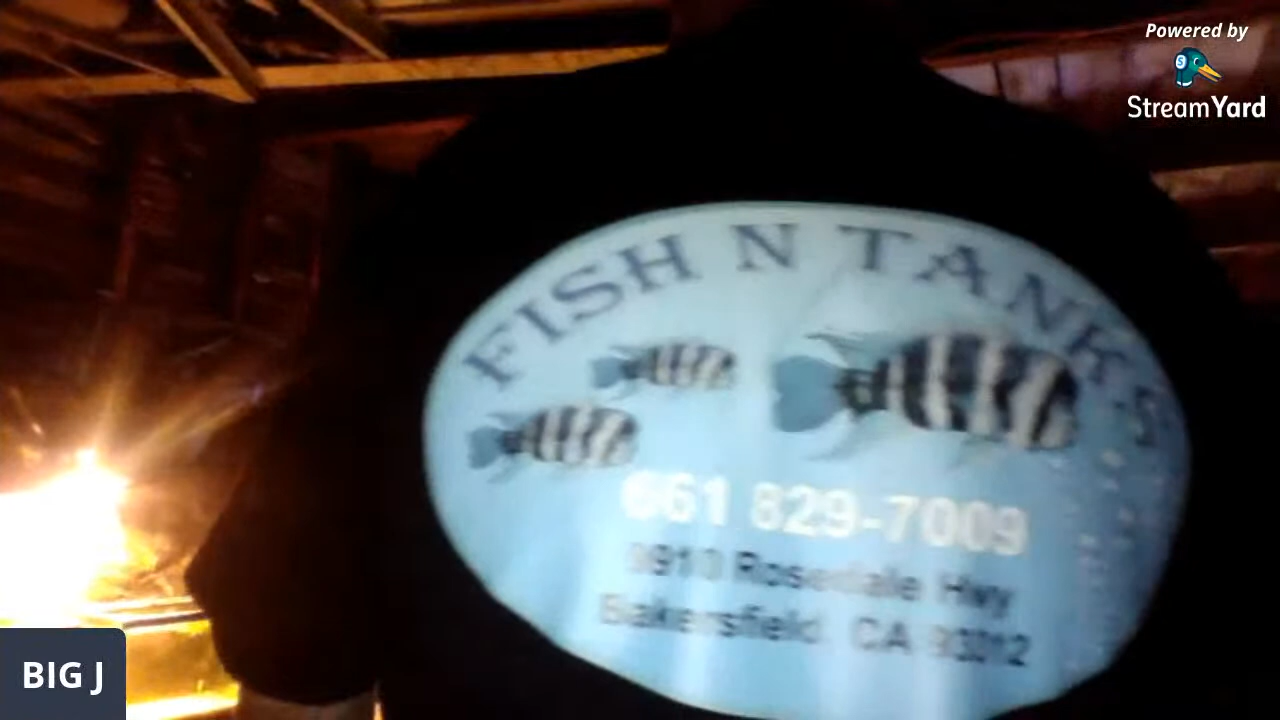 Powered by
StreamYard
FISH N TANKS
661 829-7009
Rosedale Hwy
Bakersfield CA
BIG J